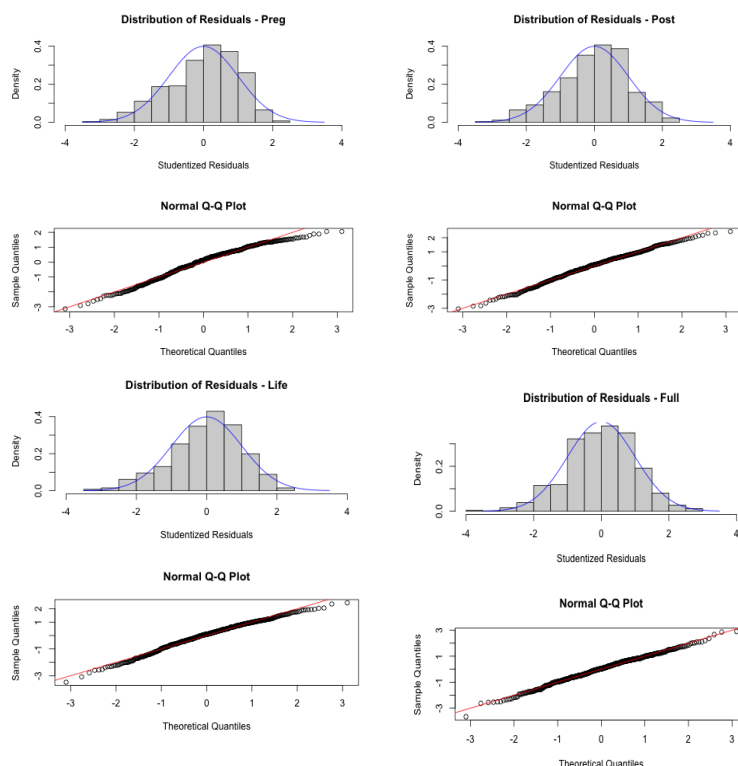 Distribution of Residuals - Preg
Density
0.0 0.2 0.4
-4 -2 0 2 4
Studentized Residuals
Normal Q-Q Plot
Sample Quantiles
-3 -1 0 1 2
-3 -2 -1 0 1 2 3
Theoretical Quantiles
Distribution of Residuals - Post
Density
0.0 0.2 0.4
-4 -2 0 2 4
Studentized Residuals
Normal Q-Q Plot
Sample Quantiles
-3 -1 1 2
-3 -2 -1 0 1 2 3
Theoretical Quantiles
Distribution of Residuals - Life
Density
0.0 0.2 0.4
-4 -2 0 2 4
Studentized Residuals
Normal Q-Q Plot
Sample Quantiles
-3 -1 1 2
-3 -2 -1 0 1 2 3
Theoretical Quantiles
Distribution of Residuals - Full
Density
0.0 0.2
-4 -2 0 2 4
Studentized Residuals
Normal Q-Q Plot
Sample Quantiles
-3 -1 1 3
-3 -2 -1 0 1 2 3
Theoretical Quantiles